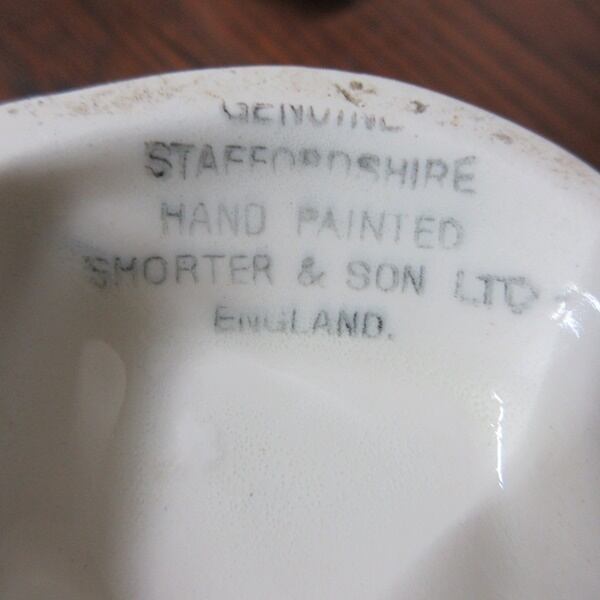 GENUINE
STAFFORDSHIRE
HAND PAINTED
SHORTER & SON LTD.
ENGLAND.